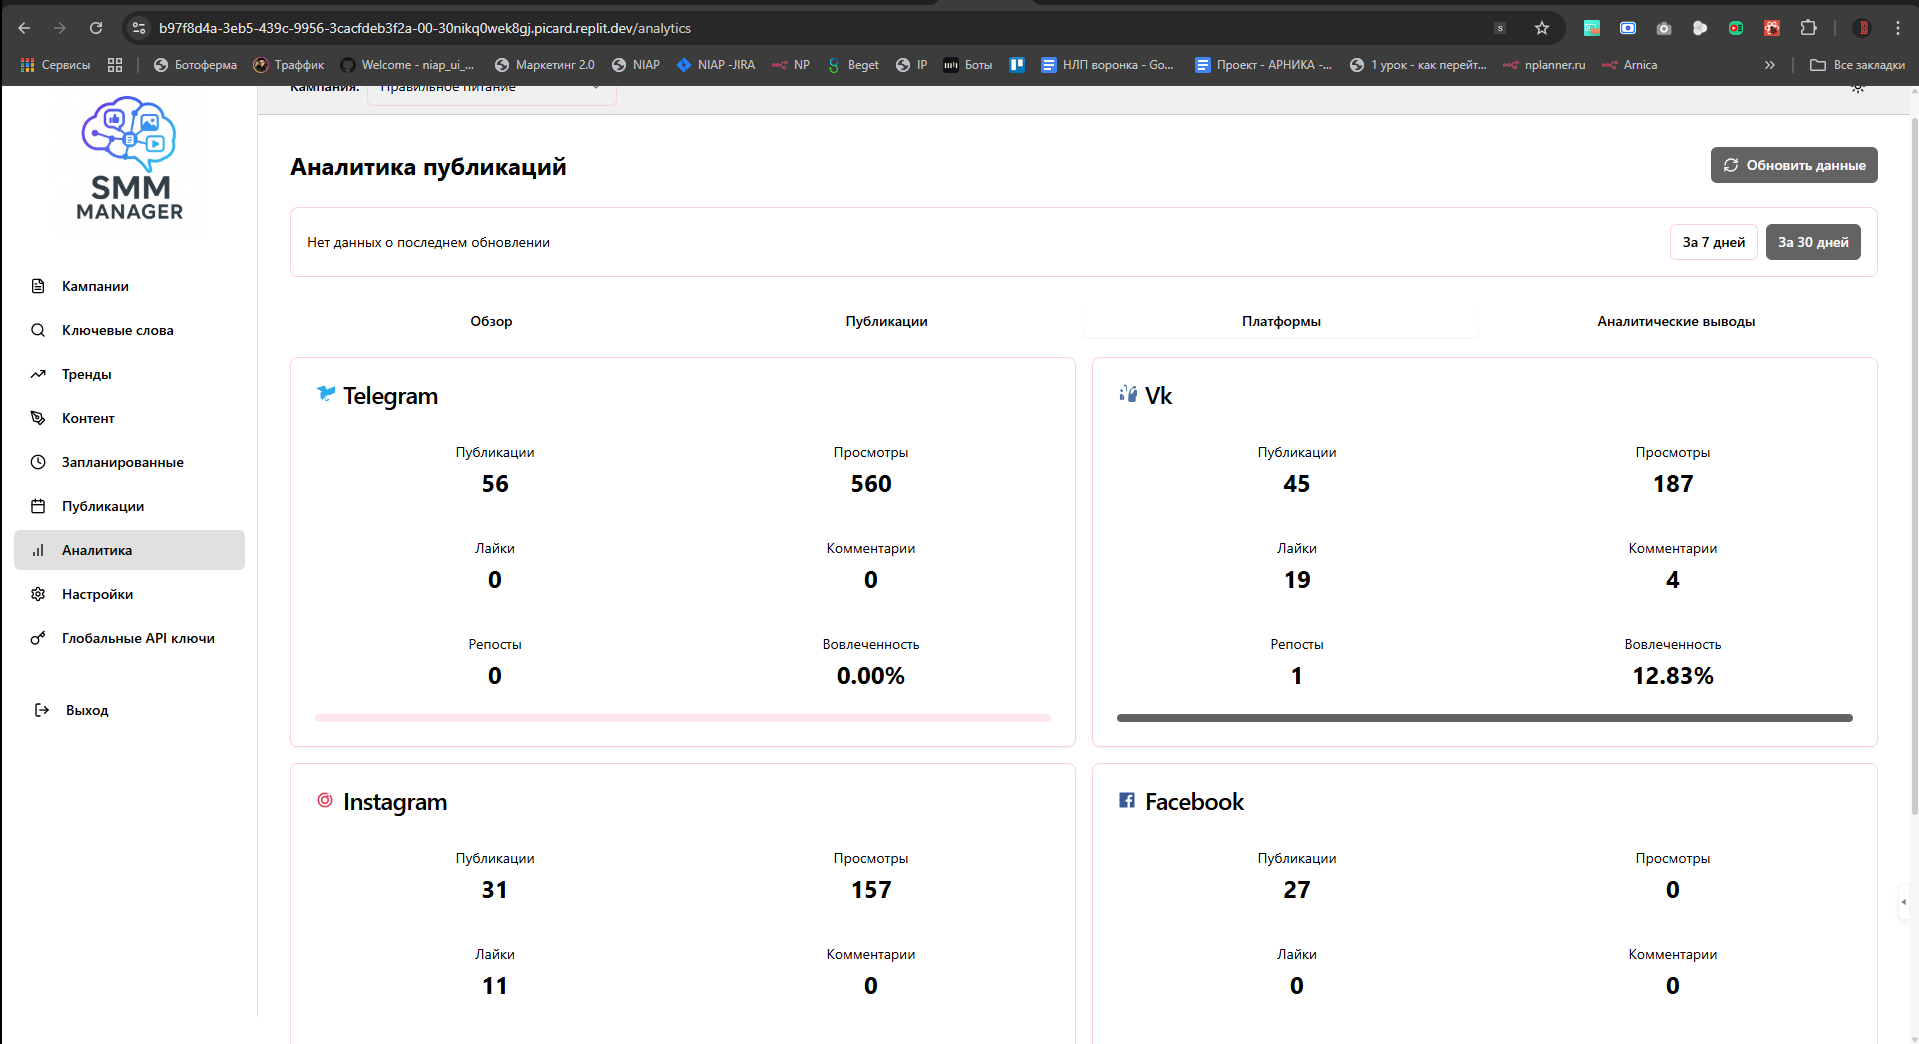 b97f8d4a-3eb5-439c-9956-3cacfdeb3f2a-00-30nikq0wek8gj.picard.replit.dev/analytics
S
Сервисы
Ботоферма
Траффик
Welcome - niap_ui_...
Маркетинг 2.0
NIAP
NIAP -JIRA
NP
Beget
IP
Боты
НЛП воронка - Go...
Проект - АРНИКА -...
1 урок - как перейт...
nplanner.ru
Arnica
Все закладки
SMM
MANAGER
Кампании
Ключевые слова
Тренды
Контент
Запланированные
Публикации
Аналитика
Настройки
Глобальные API ключи
Выход
Кампания:
Правильное питание
Аналитика публикаций
Обновить данные
Нет данных о последнем обновлении
За 7 дней
За 30 дней
Обзор
Публикации
Платформы
Аналитические выводы
Telegram
Публикации
Просмотры
56
560
Лайки
Комментарии
0
0
Репосты
Вовлеченность
0
0.00%
Vk
Публикации
Просмотры
45
187
Лайки
Комментарии
19
4
Репосты
Вовлеченность
1
12.83%
Instagram
Публикации
Просмотры
31
157
Лайки
Комментарии
11
0
Facebook
Публикации
Просмотры
27
0
Лайки
Комментарии
0
0